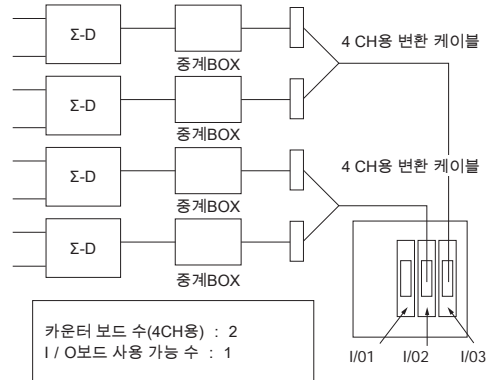 Σ-D
중계BOX
4 CH용 변환 케이블
Σ-D
중계BOX
Σ-D
중계BOX
4 CH용 변환 케이블
Σ-D
중계BOX
카운터 보드 수(4CH용) : 2
I / O보드 사용 가능 수 : 1
I/01 I/02 I/03